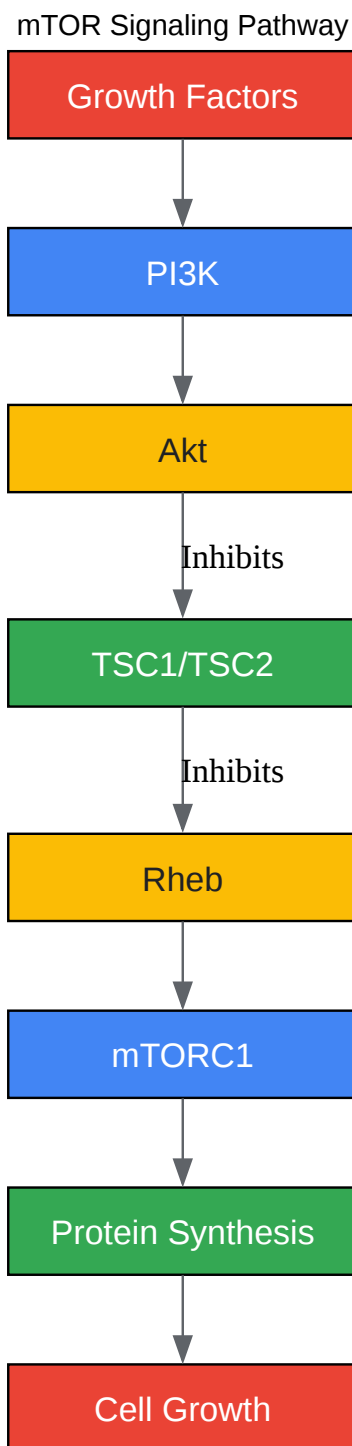 mTOR Signaling Pathway
Growth Factors
PI3K
Akt
Inhibits
TSC1/TSC2
Inhibits
Rheb
mTORC1
Protein Synthesis
Cell Growth